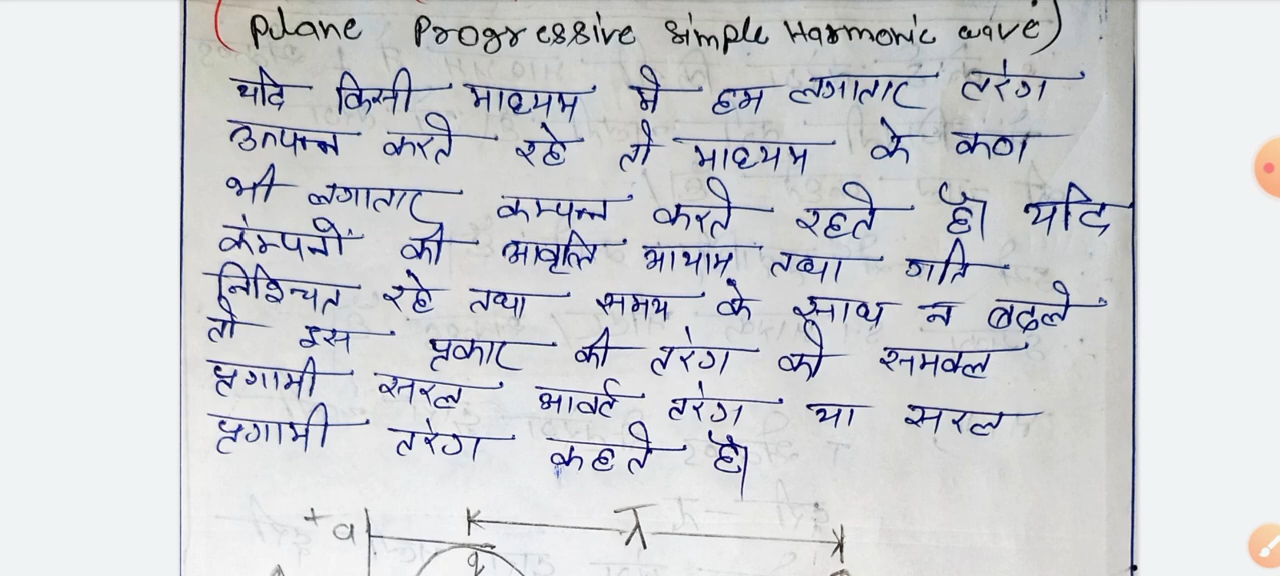 (Pulane Progressive simple Harmonic wave)
यदि किसी माध्यम मे हम लगातार तरंग
उत्पन्न करते रहे तो माध्यम के कण
भी लगातार कम्पन्न करते रहते है। यदि
कम्पनों की आवृत्ति आयाम तथा गति
निश्चित रहे तथा समय के साथ न बदले
तो इस प्रकार की तरंग को समतल
प्रगामी सरल आवर्त तरंग या सरल
प्रगामी तरंग कहते है।
+a λ